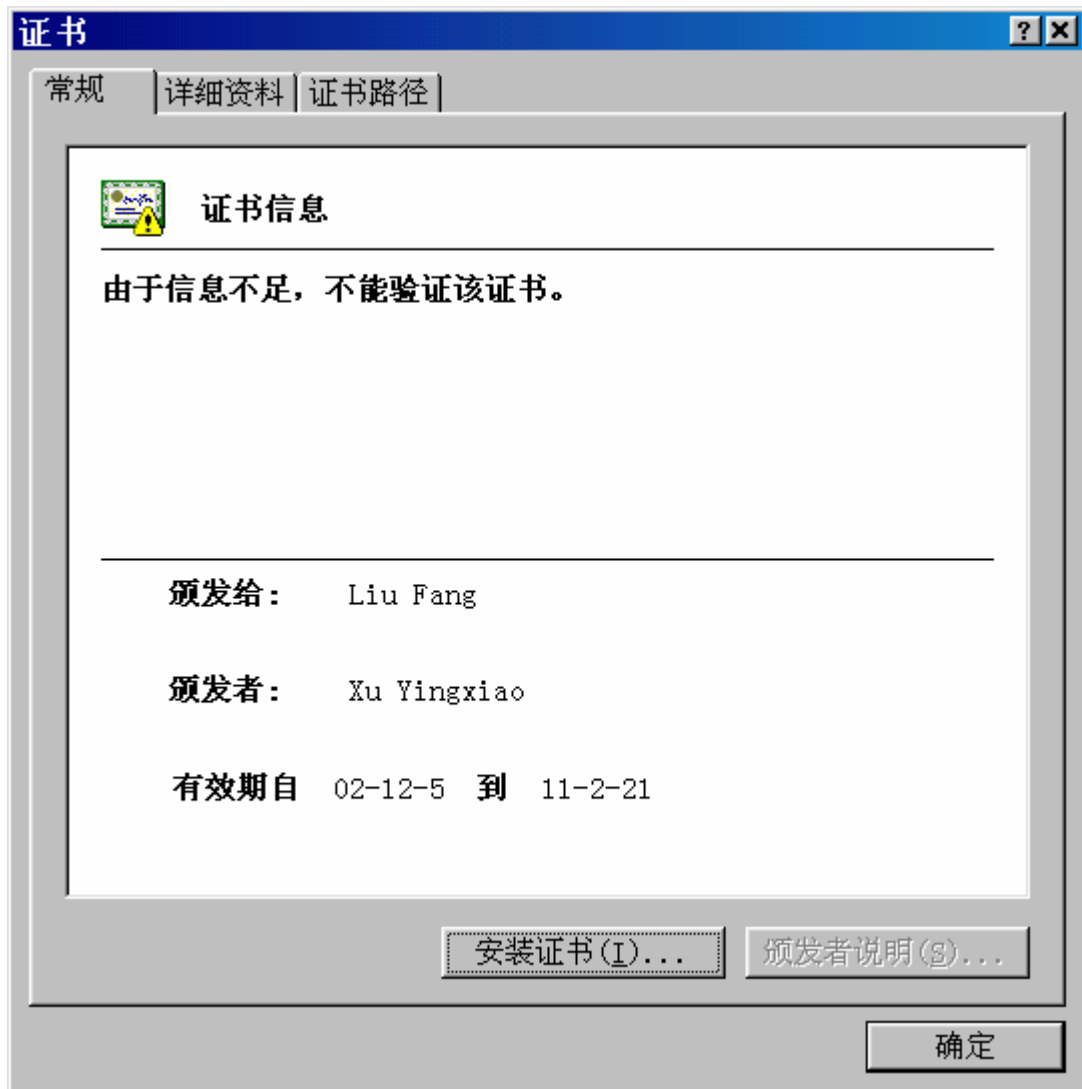 证书
常规 详细资料 证书路径
证书信息
由于信息不足，不能验证该证书。
颁发给： Liu Fang
颁发者： Xu Yingxiao
有效期自 02-12-5 到 11-2-21
安装证书(I)... 颁发者说明(S)...
确定